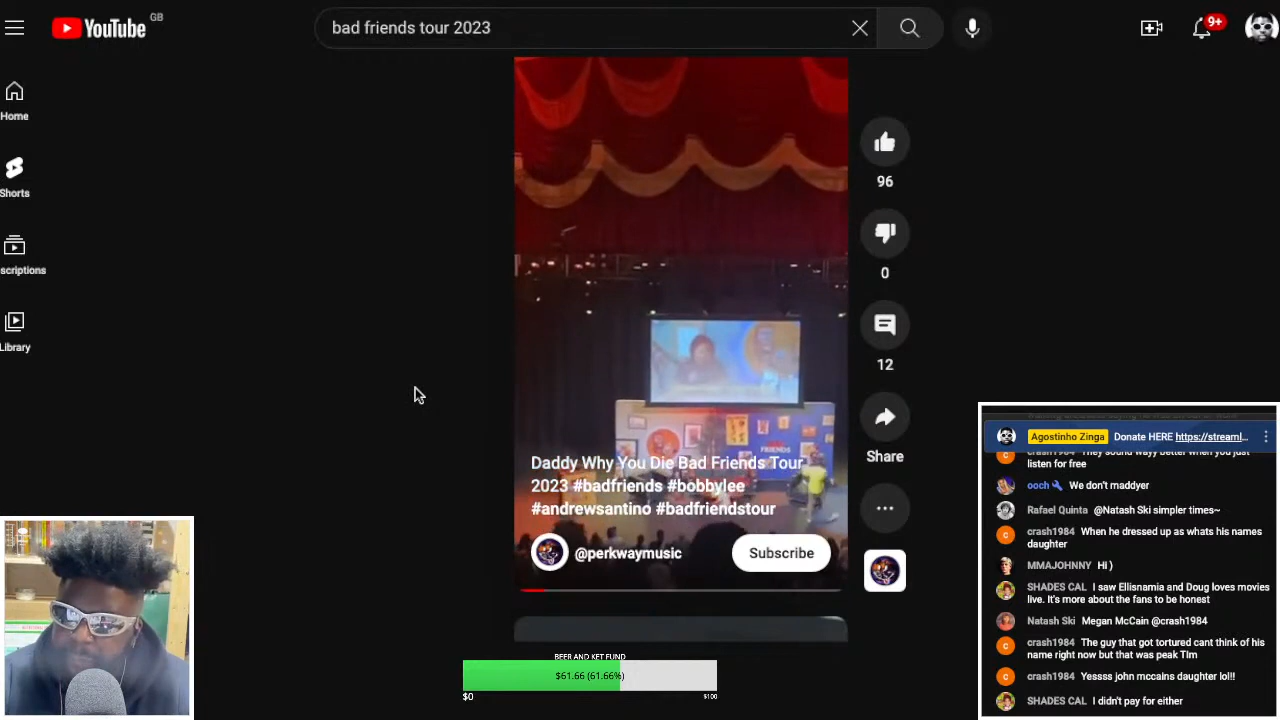 YouTube
GB
bad friends tour 2023
9+
Home
Shorts
scriptions
Library
96
0
12
Share
Daddy Why You Die Bad Friends Tour
2023 #badfriends #bobbylee
#andrewsantino #badfriendstour
@perkwaymusic
Subscribe
BEER AND KET FUND
$61.66 (61.66%)
$0
$100
Agostinho Zinga Donate HERE https://streaml...
crash1984 They sound wayy better when you just
listen for free
ooch We don't maddyer
Rafael Quinta @Natash Ski simpler times~
crash1984 When he dressed up as whats his names
daughter
MMAJOHNNY Hi )
SHADES CAL I saw Ellisnamia and Doug loves movies
live. It's more about the fans to be honest
Natash Ski Megan McCain @crash1984
crash1984 The guy that got tortured cant think of his
name right now but that was peak TIm
crash1984 Yessss john mccains daughter lol!!
SHADES CAL I didn't pay for either